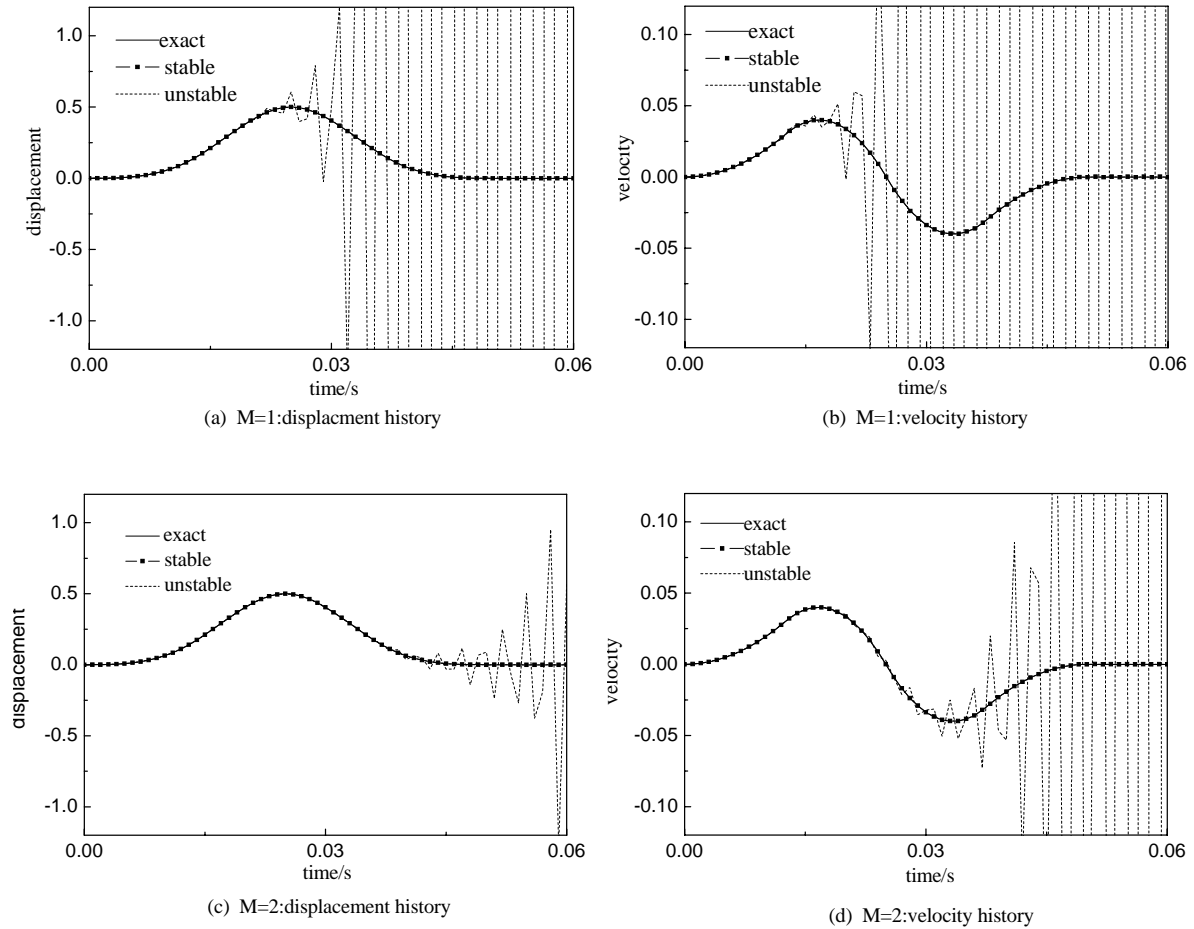 1.0
0.5
0.0
-0.5
-1.0
displacement
exact
stable
unstable
0.00
0.03
0.06
time/s
(a) M=1:displacment history
0.10
0.05
0.00
-0.05
-0.10
velocity
exact
stable
unstable
0.00
0.03
0.06
time/s
(b) M=1:velocity history
1.0
0.5
0.0
-0.5
-1.0
displacement
exact
stable
unstable
0.00
0.03
0.06
time/s
(c) M=2:displacement history
0.10
0.05
0.00
-0.05
-0.10
velocity
exact
stable
unstable
0.00
0.03
0.06
time/s
(d) M=2:velocity history